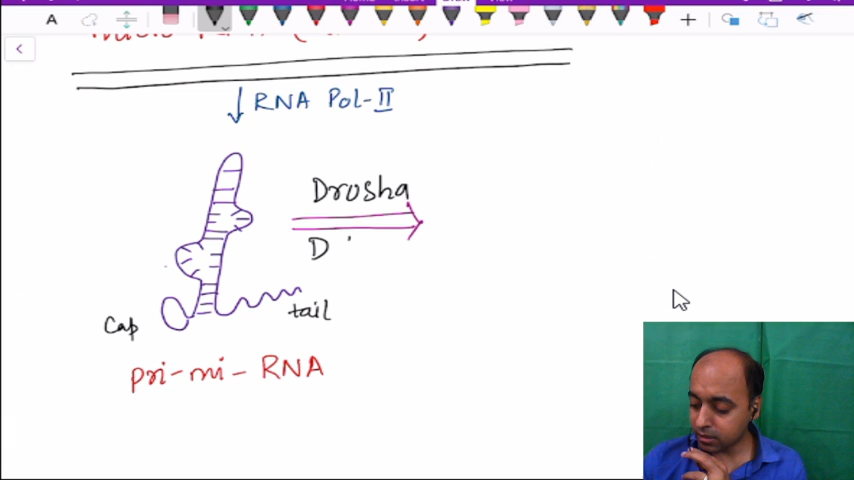 RNA Pol-II
Drosha
D
Cap
tail
pri-mi-RNA